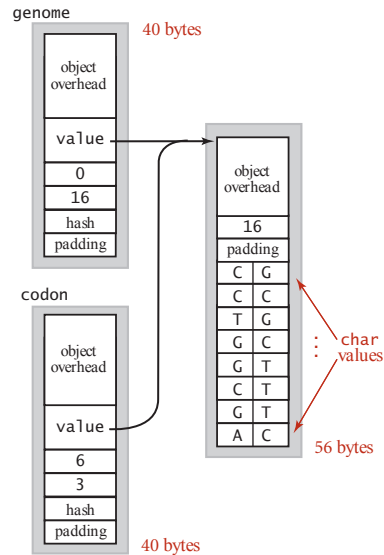 genome
40 bytes
object
overhead
value
0
16
hash
padding
codon
object
overhead
value
6
3
hash
padding
40 bytes
object
overhead
16
padding
C G
C C
T G
G C
G T
C T
G T
A C
char
values
56 bytes